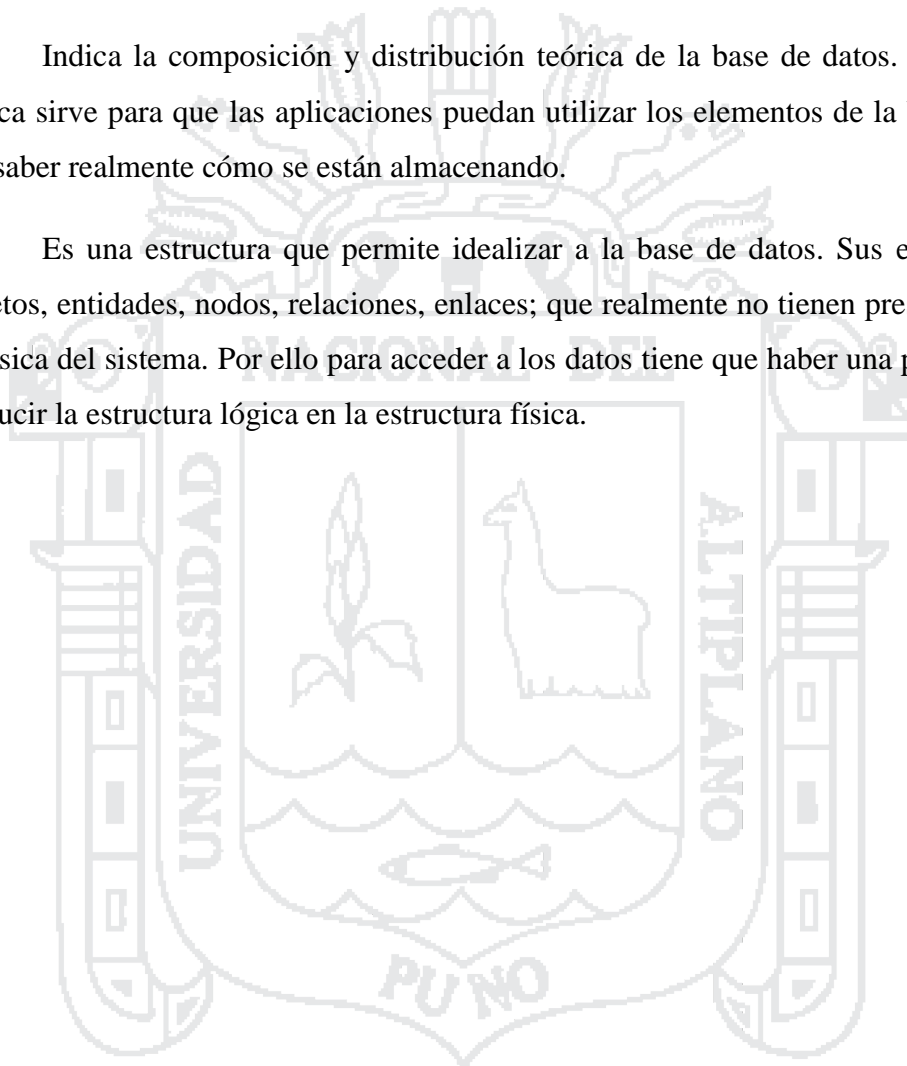 Indica la composición y distribución teórica de la base de datos.
ca sirve para que las aplicaciones puedan utilizar los elementos de la
saber realmente cómo se están almacenando.
Es una estructura que permite idealizar a la base de datos. Sus e
etos, entidades, nodos, relaciones, enlaces; que realmente no tienen pre
sica del sistema. Por ello para acceder a los datos tiene que haber una p
ucir la estructura lógica en la estructura física.
NACIONAL DEL
UNIVERSIDAD
ALTIPLANO
PUNO